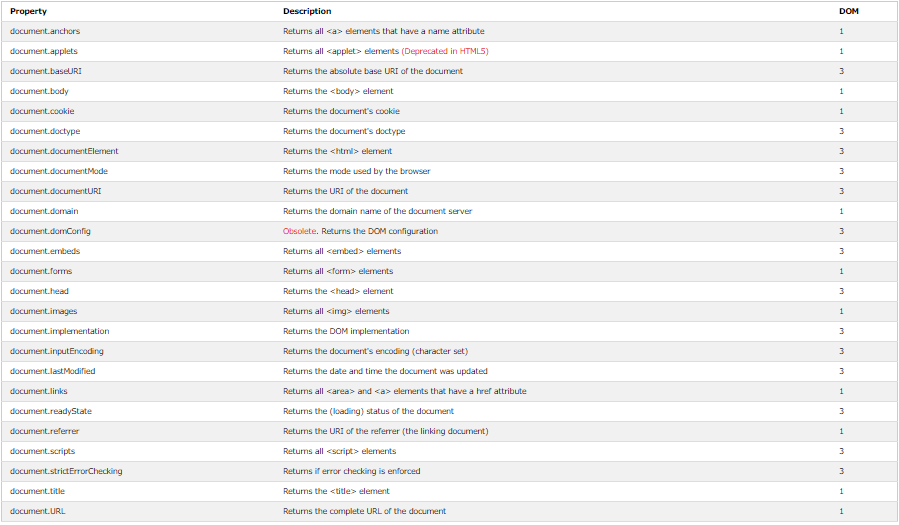 Property Description DOM
document.anchors Returns all <a> elements that have a name attribute 1
document.applets Returns all <applet> elements (Deprecated in HTML5) 1
document.baseURI Returns the absolute base URI of the document 3
document.body Returns the <body> element 1
document.cookie Returns the document's cookie 1
document.doctype Returns the document's doctype 3
document.documentElement Returns the <html> element 3
document.documentMode Returns the mode used by the browser 3
document.documentURI Returns the URI of the document 3
document.domain Returns the domain name of the document server 1
document.domConfig Obsolete. Returns the DOM configuration 3
document.embeds Returns all <embed> elements 3
document.forms Returns all <form> elements 1
document.head Returns the <head> element 3
document.images Returns all <img> elements 1
document.implementation Returns the DOM implementation 3
document.inputEncoding Returns the document's encoding (character set) 3
document.lastModified Returns the date and time the document was updated 3
document.links Returns all <area> and <a> elements that have a href attribute 1
document.readyState Returns the (loading) status of the document 3
document.referrer Returns the URI of the referrer (the linking document) 1
document.scripts Returns all <script> elements 3
document.strictErrorChecking Returns if error checking is enforced 3
document.title Returns the <title> element 1
document.URL Returns the complete URL of the document 1